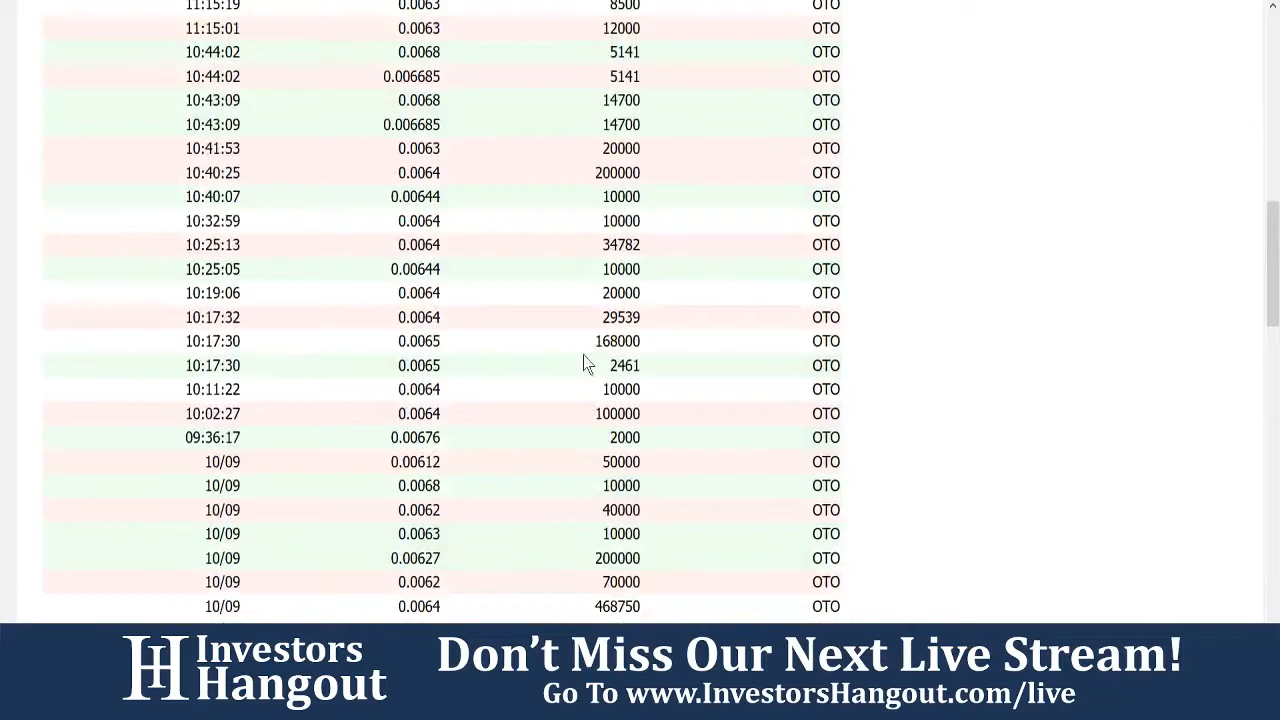 11:15:19 0.0063 8500 OTO
11:15:01 0.0063 12000 OTO
10:44:02 0.0068 5141 OTO
10:44:02 0.006685 5141 OTO
10:43:09 0.0068 14700 OTO
10:43:09 0.006685 14700 OTO
10:41:53 0.0063 20000 OTO
10:40:25 0.0064 200000 OTO
10:40:07 0.00644 10000 OTO
10:32:59 0.0064 10000 OTO
10:25:13 0.0064 34782 OTO
10:25:05 0.00644 10000 OTO
10:19:06 0.0064 20000 OTO
10:17:32 0.0064 29539 OTO
10:17:30 0.0065 168000 OTO
10:17:30 0.0065 2461 OTO
10:11:22 0.0064 10000 OTO
10:02:27 0.0064 100000 OTO
09:36:17 0.00676 2000 OTO
10/09 0.00612 50000 OTO
10/09 0.0068 10000 OTO
10/09 0.0062 40000 OTO
10/09 0.0063 10000 OTO
10/09 0.00627 200000 OTO
10/09 0.0062 70000 OTO
10/09 0.0064 468750 OTO
Investors
Hangout
Don't Miss Our Next Live Stream!
Go To www.InvestorsHangout.com/live